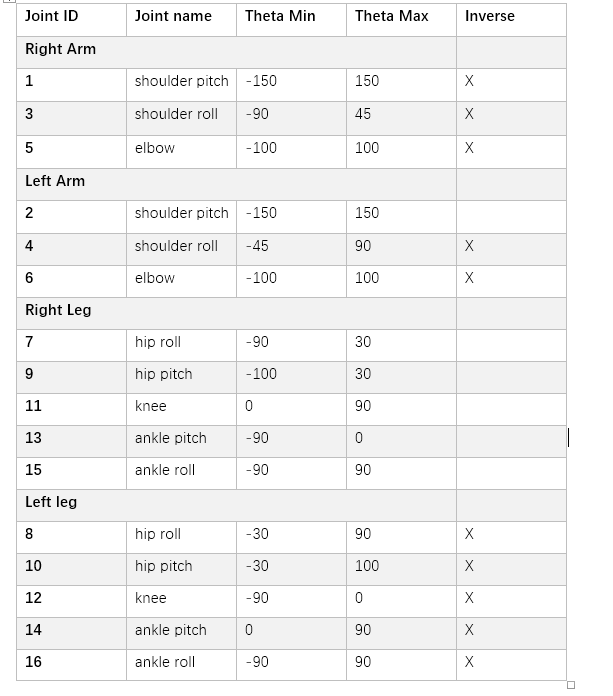 Joint ID Joint name Theta Min Theta Max Inverse
Right Arm
1 shoulder pitch -150 150 X
3 shoulder roll -90 45 X
5 elbow -100 100 X
Left Arm
2 shoulder pitch -150 150
4 shoulder roll -45 90 X
6 elbow -100 100 X
Right Leg
7 hip roll -90 30
9 hip pitch -100 30
11 knee 0 90
13 ankle pitch -90 0
15 ankle roll -90 90
Left leg
8 hip roll -30 90 X
10 hip pitch -30 100 X
12 knee -90 0 X
14 ankle pitch 0 90 X
16 ankle roll -90 90 X